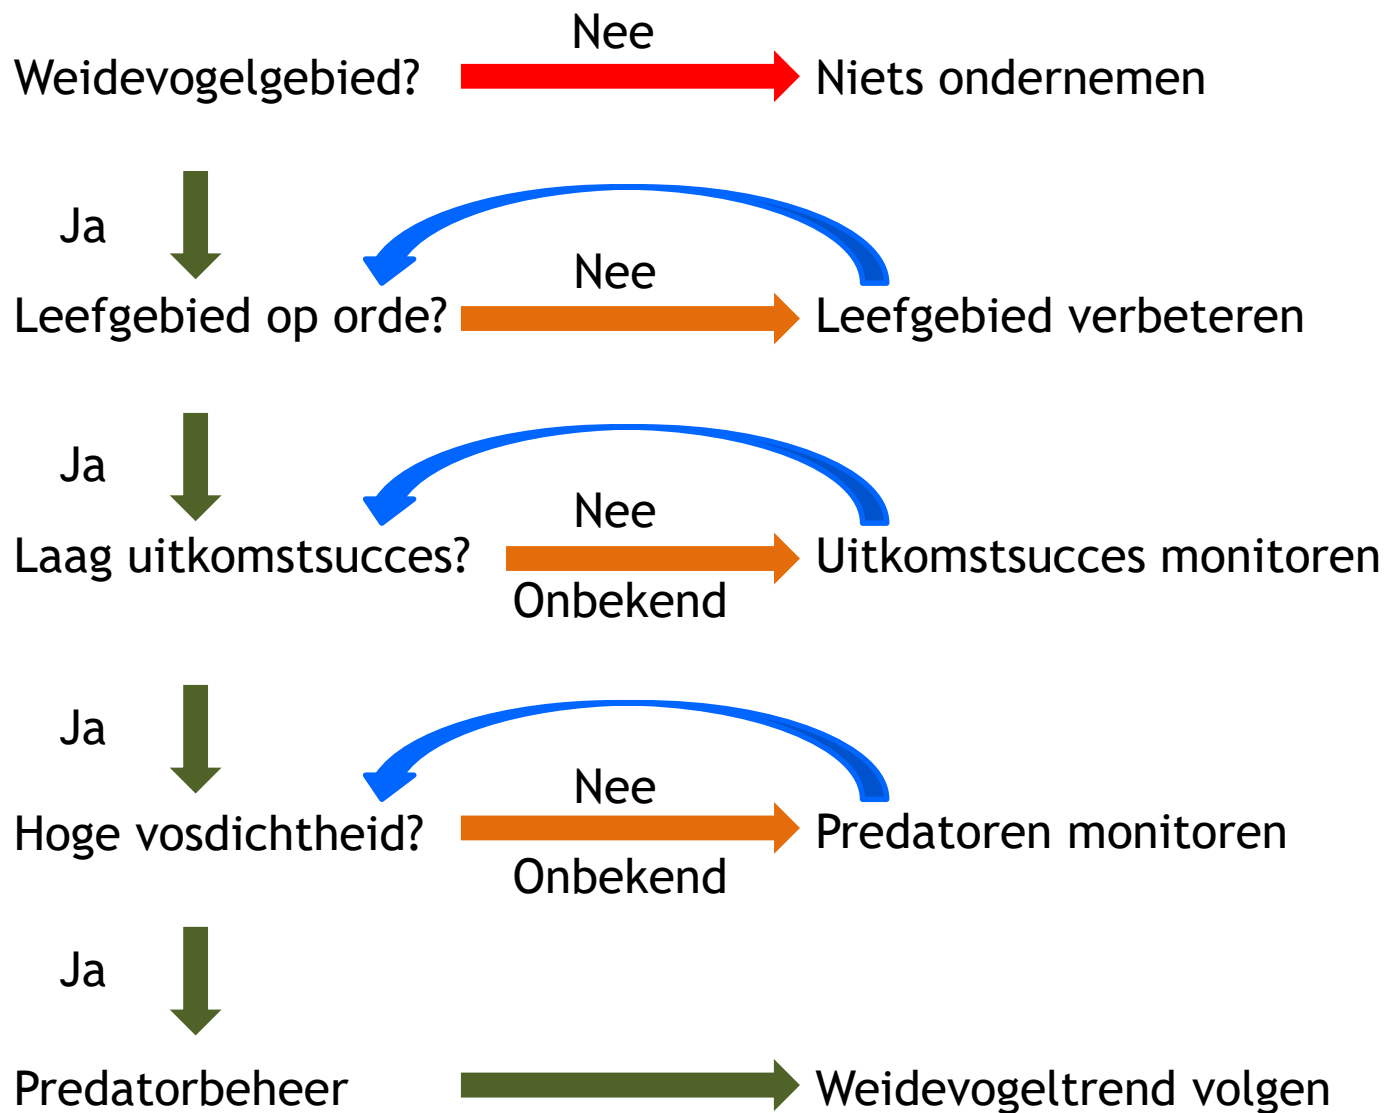 Nee
Weidevogelgebied? Niets ondernemen
Ja
Nee
Leefgebied op orde? Leefgebied verbeteren
Ja
Nee
Laag uitkomstsucces? Uitkomstsucces monitoren
Onbekend
Ja
Nee
Hoge vosdichtheid? Predatoren monitoren
Onbekend
Ja
Predatorbeheer Weidevogeltrend volgen